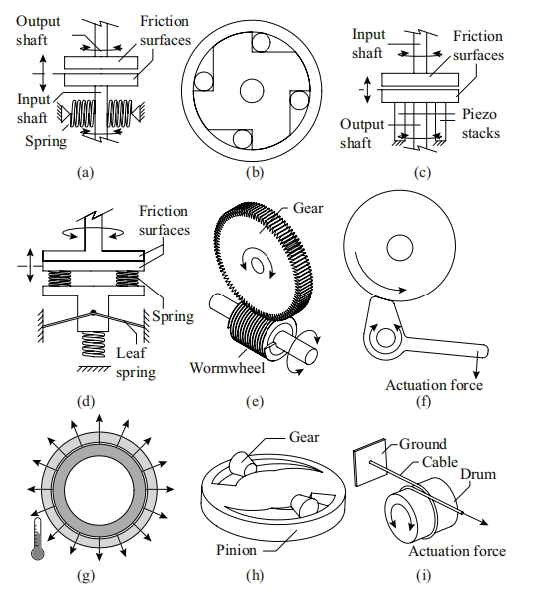 Output
shaft
Friction
surfaces
Input
shaft
Spring
(a)
(b)
Input
shaft
Friction
surfaces
Output
shaft
Piezo
stacks
(c)
Friction
surfaces
Spring
Leaf
spring
(d)
Gear
Wormwheel
(e)
Actuation force
(f)
(g)
Gear
Pinion
(h)
Ground
Cable
Drum
Actuation force
(i)